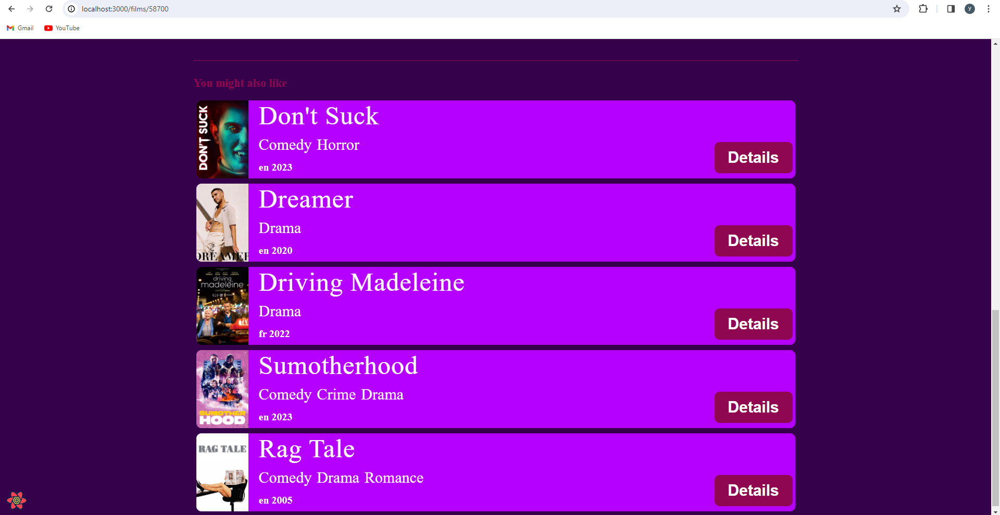 localhost:3000/films/58700
y
Gmail
YouTube
You might also like
DON'T SUCK
Don't Suck
Comedy Horror
en 2023
Details
DREAMER
Dreamer
Drama
en 2020
Details
driving
madeleine
TAX
Driving Madeleine
Drama
fr 2022
Details
SUMOTHER
HOOD
Sumotherhood
Comedy Crime Drama
en 2023
Details
RAG TALE
Rag Tale
Comedy Drama Romance
en 2005
Details